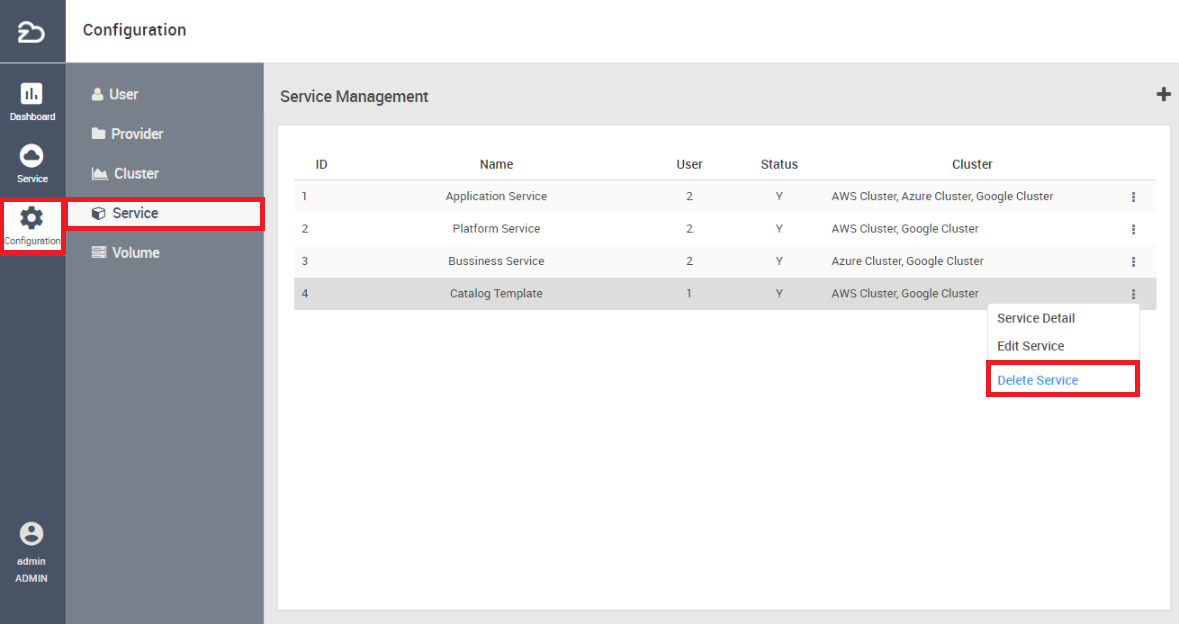 Configuration
Dashboard
Service
Configuration
admin
ADMIN
User
Provider
Cluster
Service
Volume
Service Management
ID Name User Status Cluster
1 Application Service 2 Y AWS Cluster, Azure Cluster, Google Cluster
2 Platform Service 2 Y AWS Cluster, Google Cluster
3 Bussiness Service 2 Y Azure Cluster, Google Cluster
4 Catalog Template 1 Y AWS Cluster, Google Cluster
Service Detail
Edit Service
Delete Service